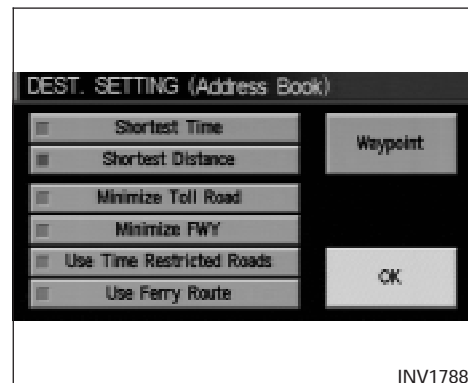 DEST. SETTING (Address Book)
Shortest Time
Shortest Distance
Waypoint
Minimize Toll Road
Minimize FWY
Use Time Restricted Roads
Use Ferry Route
OK
INV1788